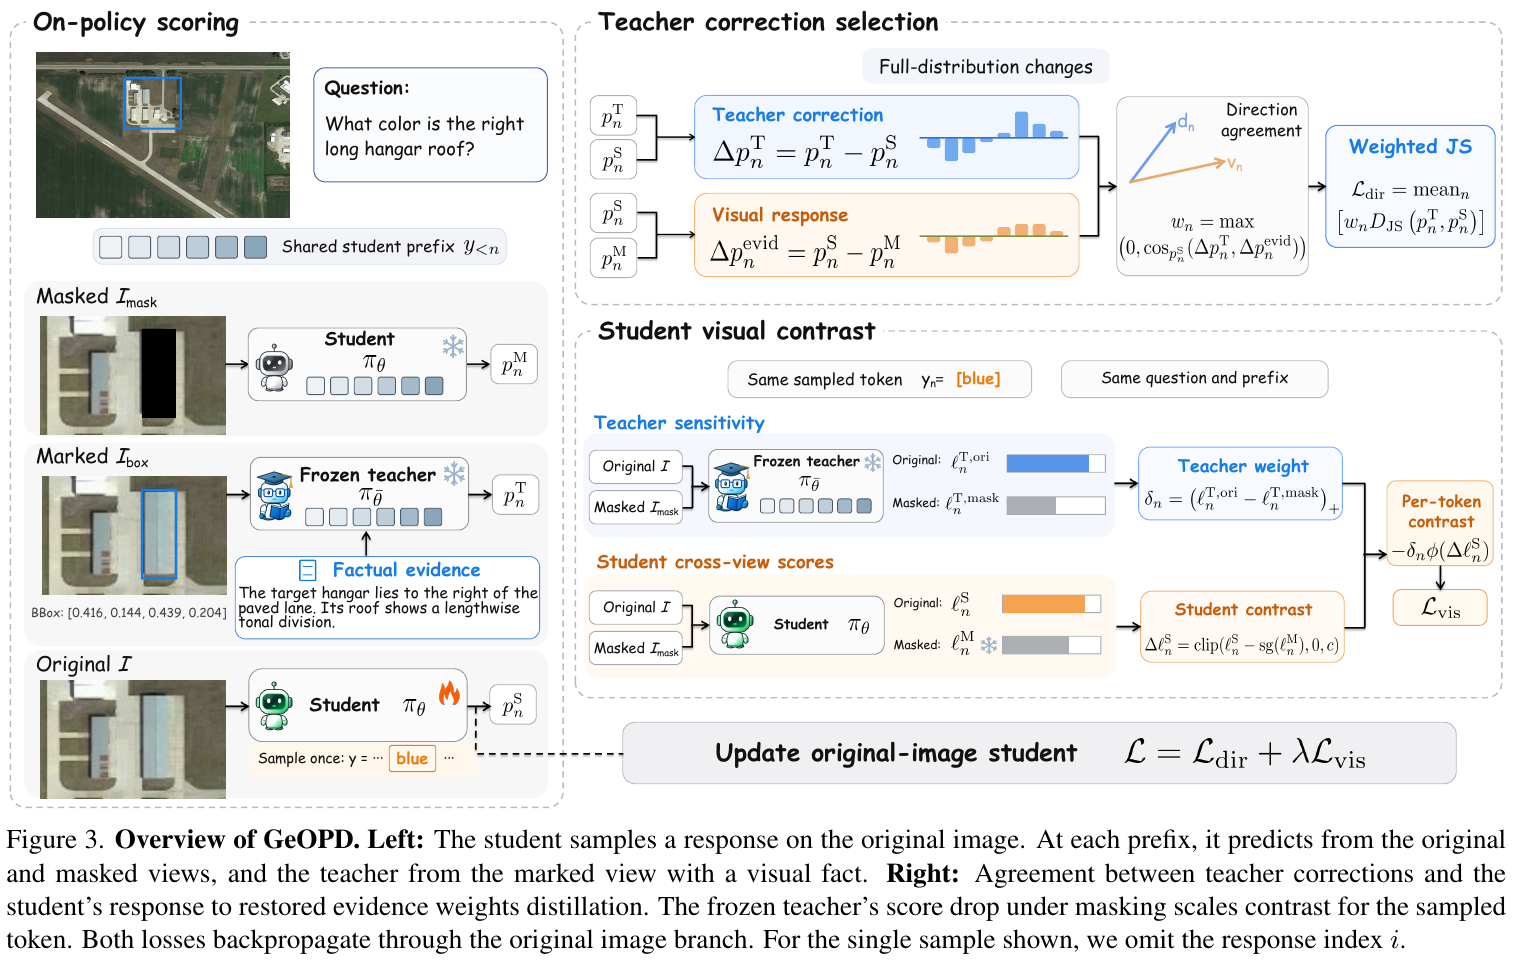 On-policy scoring
Question:
What color is the right
long hangar roof?
Shared student prefix y_{<n}
Masked I_mask
Student
π_θ
p_n^M
Marked I_box
Frozen teacher
π_θ̄
p_n^T
BBox: [0.416, 0.144, 0.439, 0.204]
Factual evidence
The target hangar lies to the right of the
paved lane. Its roof shows a lengthwise
tonal division.
Original I
Student π_θ
p_n^S
Sample once: y = ··· blue ···
Teacher correction selection
Full-distribution changes
p_n^T
p_n^S
Teacher correction
Δp_n^T = p_n^T − p_n^S
p_n^S
p_n^M
Visual response
Δp_n^evid = p_n^S − p_n^M
Direction
agreement
d_n
v_n
w_n = max
(0, cos_{p_n^S}(Δp_n^T, Δp_n^evid))
Weighted JS
L_dir = mean_n
[w_n D_JS (p_n^T, p_n^S)]
Student visual contrast
Same sampled token y_n= [blue]
Same question and prefix
Teacher sensitivity
Original I
Masked I_mask
Frozen teacher
π_θ̄
Original: ℓ_n^{T,ori}
Masked: ℓ_n^{T,mask}
Teacher weight
δ_n = (ℓ_n^{T,ori} − ℓ_n^{T,mask})_+
Student cross-view scores
Original I
Masked I_mask
Student π_θ
Original: ℓ_n^S
Masked: ℓ_n^M
Student contrast
Δℓ_n^S = clip(ℓ_n^S − sg(ℓ_n^M), 0, c)
Per-token
contrast
−δ_n φ(Δℓ_n^S)
L_vis
Update original-image student L = L_dir + λL_vis
Figure 3. Overview of GeOPD. Left: The student samples a response on the original image. At each prefix, it predicts from the original
and masked views, and the teacher from the marked view with a visual fact. Right: Agreement between teacher corrections and the
student's response to restored evidence weights distillation. The frozen teacher's score drop under masking scales contrast for the sampled
token. Both losses backpropagate through the original image branch. For the single sample shown, we omit the response index i.